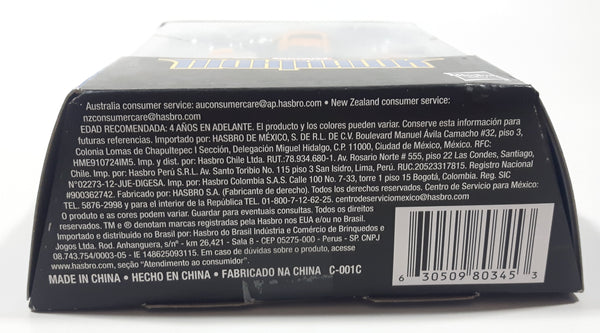 Australia consumer service: auconsumercare@ap.hasbro.com • New Zealand consumer service:
nzconsumercare@hasbro.com
EDAD RECOMENDADA: 4 AÑOS EN ADELANTE. El producto y los colores pueden variar. Conserve esta información para
futuras referencias. Importado por: HASBRO DE MÉXICO, S. DE R.L. DE C.V. Boulevard Manuel Ávila Camacho #32, piso 3,
Colonia Lomas de Chapultepec I Sección, Delegación Miguel Hidalgo, C.P. 11000, Ciudad de México, México. RFC:
HME910724IM5. Imp. y dist. por: Hasbro Chile Ltda. RUT.:78.934.680-1. Av. Rosario Norte # 555, piso 22 Las Condes, Santiago,
Chile. Imp. por Hasbro Perú S.R.L. Av. Santo Toribio No. 115 piso 3 San Isidro, Lima, Perú. RUC.20523317815. Registro Nacional
N°02273-12-JUE-DIGESA. Imp. por Hasbro Colombia S.A.S. Calle 100 No. 7-33, torre 1 piso 15 Bogotá, Colombia. Reg. SIC
#900362742. Fabricado por: HASBRO S.A. (Fabricante de derecho). Todos los derechos reservados. Centro de Servicio para México:
TEL. 5876-2998 y para el interior de la República TEL. 01-800-7-12-62-25. centrodeserviciomexico@hasbro.com
O produto e as cores podem variar. Guardar para eventuais consultas. Todos os direitos
reservados. TM e ® denotam marcas registradas pela Hasbro nos EUA e/ou no Brasil.
Importado e distribuído no Brasil por: Hasbro do Brasil Indústria e Comércio de Brinquedos e
Jogos Ltda. Rod. Anhanguera, s/nº - km 26,421 - Sala 8 - CEP 05275-000 - Perus - SP. CNPJ
08.743.754/0003-05 - IE 148625093115. Em caso de dúvidas sobre o produto, acesse
www.hasbro.com, seção "Atendimento ao consumidor".
MADE IN CHINA • HECHO EN CHINA • FABRICADO NA CHINA C-001C
6 30509 80345 3